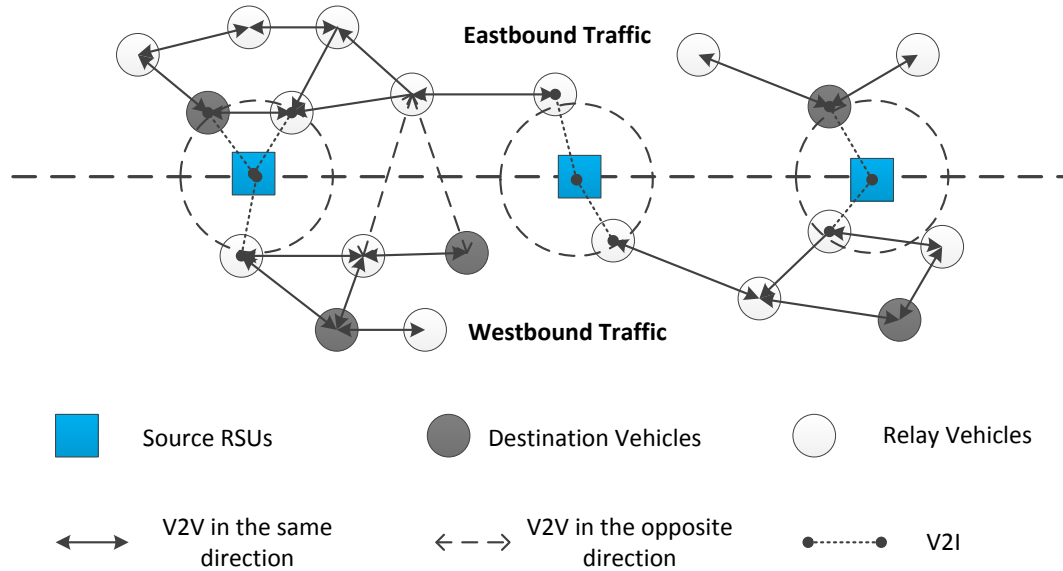 Eastbound Traffic
Westbound Traffic
Source RSUs
Destination Vehicles
Relay Vehicles
V2V in the same
direction
V2V in the opposite
direction
V2I